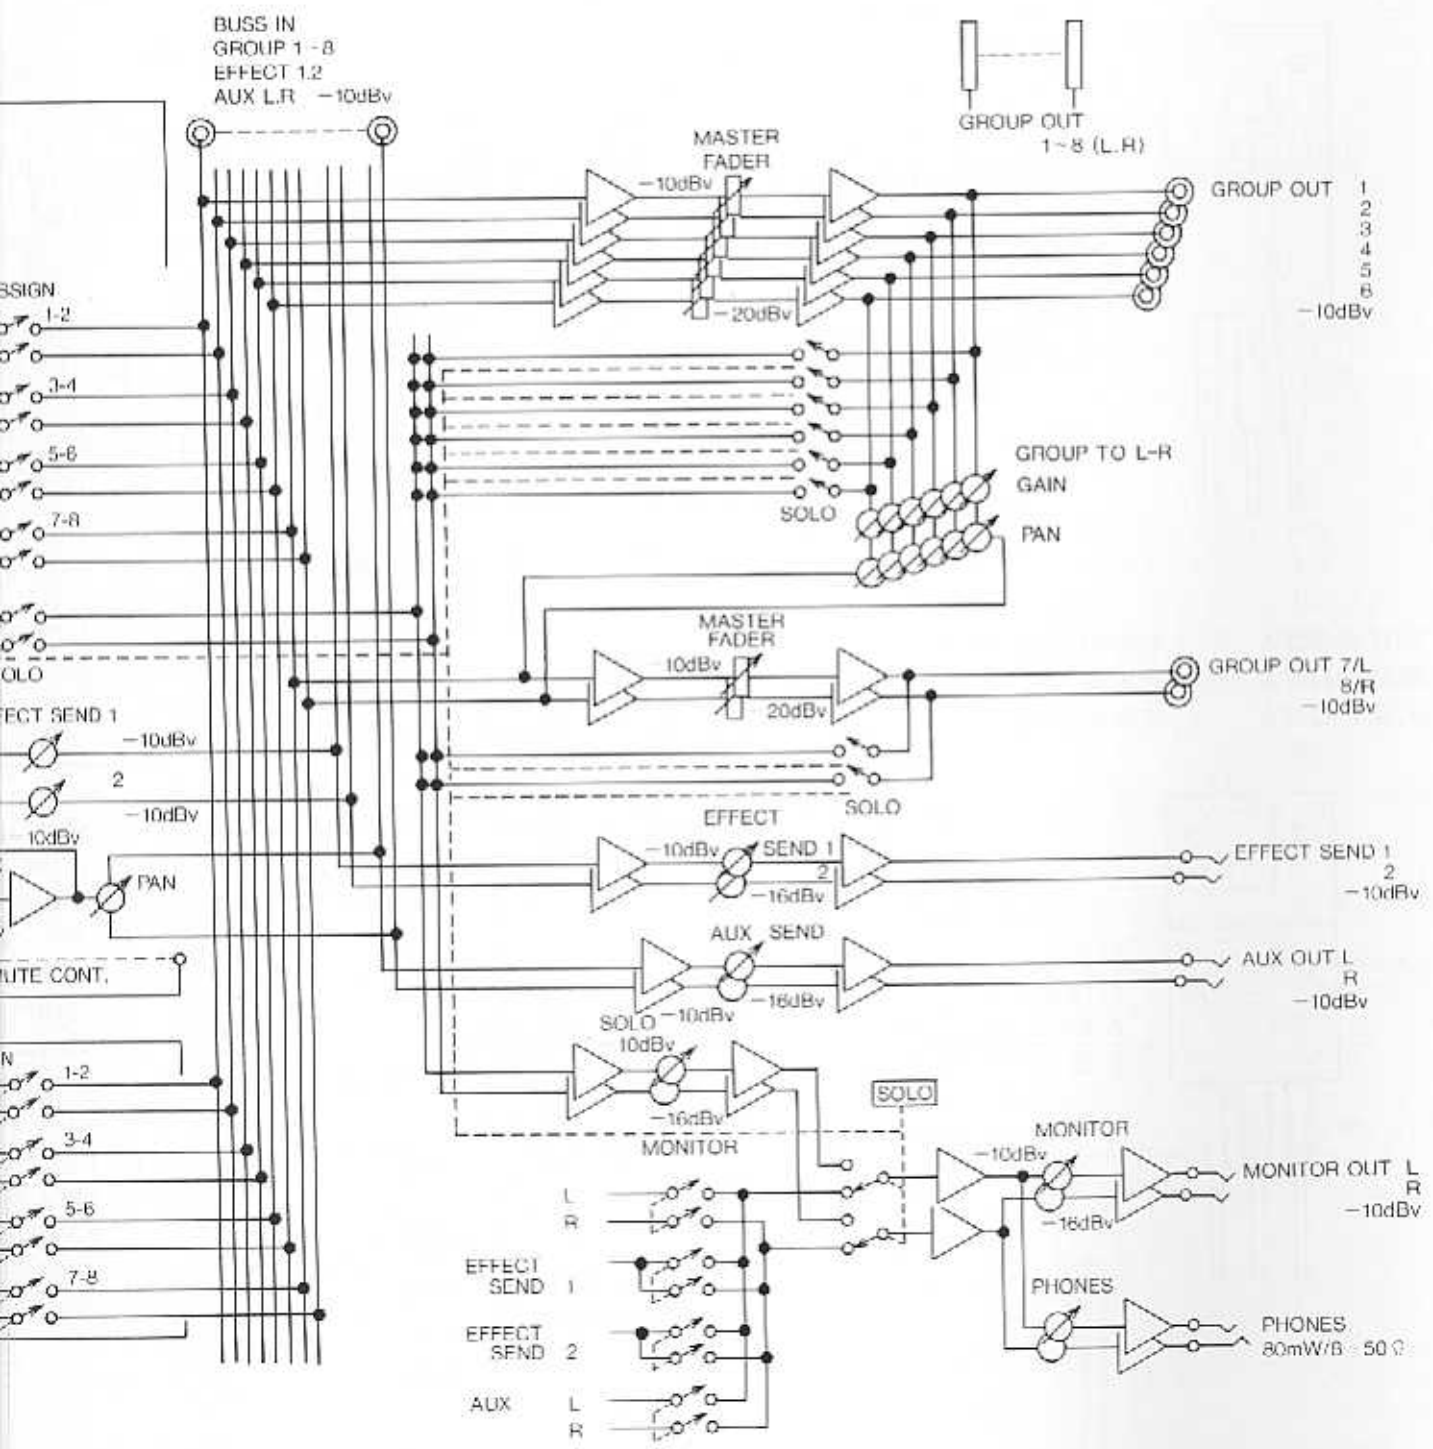 BUSS IN
GROUP 1~8
EFFECT 1.2
AUX L.R −10dBv
GROUP OUT
1~8 (L.R)
MASTER
FADER
−10dBv
−20dBv
GROUP OUT 1
2
3
4
5
6
−10dBv
SSIGN
1-2
3-4
5-6
7-8
SOLO
GROUP TO L-R
GAIN
PAN
OLO
MASTER
FADER
−10dBv
20dBv
GROUP OUT 7/L
8/R
−10dBv
FECT SEND 1
−10dBv
2
−10dBv
−10dBv
PAN
SOLO
EFFECT
−10dBv
SEND 1
2
−16dBv
EFFECT SEND 1
2
−10dBv
AUX SEND
−10dBv
−16dBv
AUX OUT L
R
−10dBv
UTE CONT.
SOLO
10dBv
−16dBv
N
1-2
3-4
5-6
7-8
SOLO
MONITOR
L
R
EFFECT
SEND 1
EFFECT
SEND 2
AUX L
R
−10dBv
MONITOR
−16dBv
MONITOR OUT L
R
−10dBv
PHONES
PHONES
80mW/8 50Ω